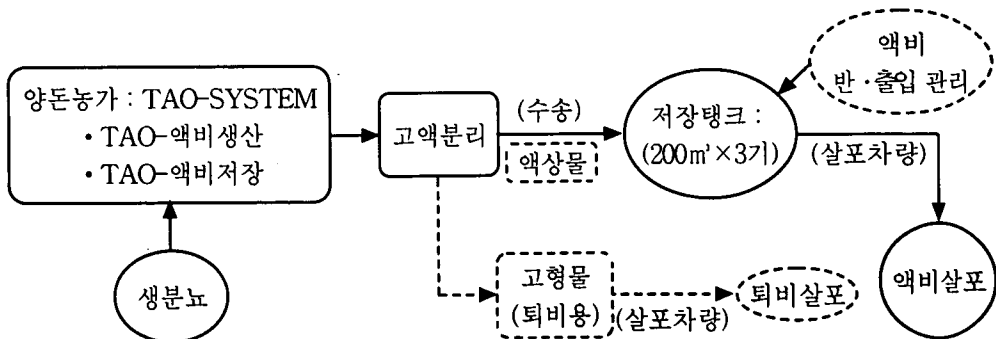 양돈농가 : TAO-SYSTEM
· TAO-액비생산
· TAO-액비저장
생분뇨
고액분리
(수송)
액상물
저장탱크 :
(200㎥×3기)
액비
반·출입 관리
(살포차량)
액비살포
고형물
(퇴비용)
(살포차량)
퇴비살포